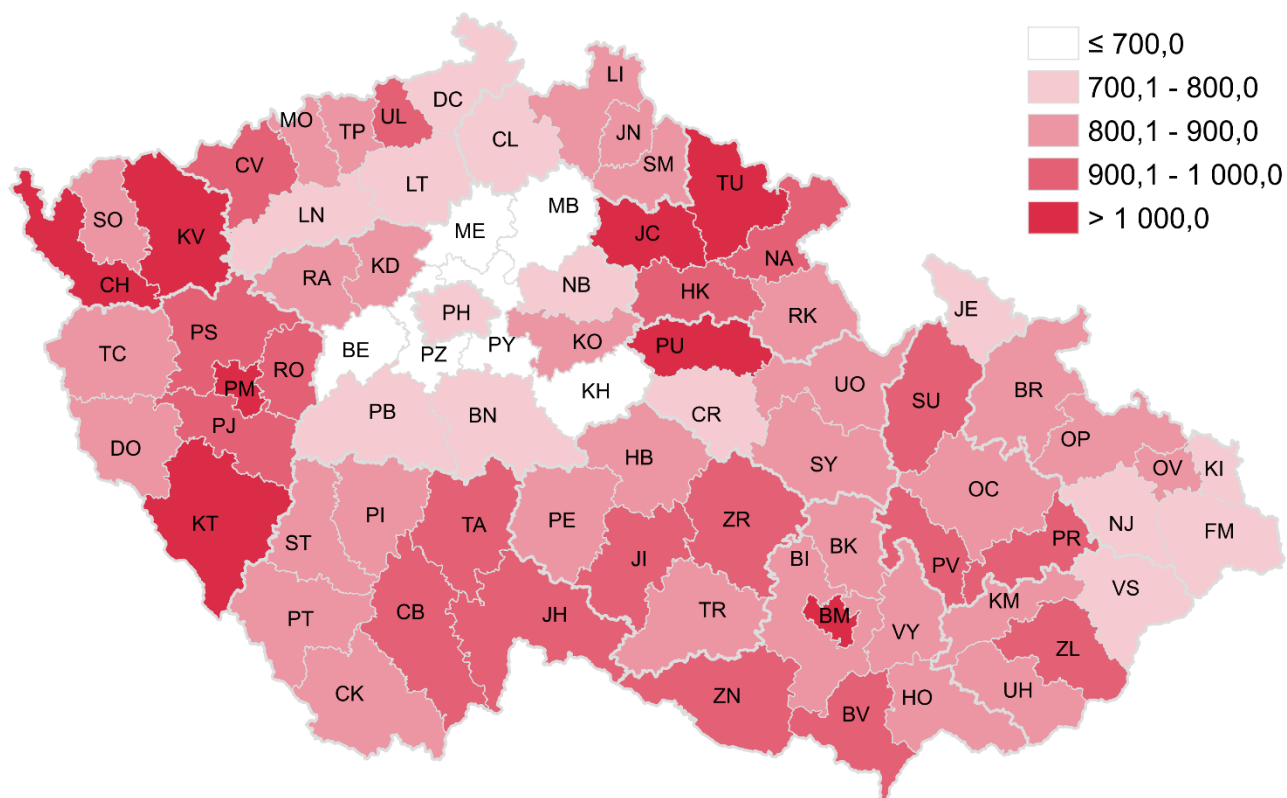 ≤ 700,0
700,1 - 800,0
800,1 - 900,0
900,1 - 1 000,0
> 1 000,0
LI
DC
MO
UL
TP
JN
CL
SM
CV
TU
LT
MB
SO
LN
ME
JC
KV
NA
KD
RA
CH
NB
HK
PH
JE
RK
PS
KO
PU
PY
BE
PZ
TC
RO
PM
KH
UO
BR
SU
PB
BN
CR
PJ
OP
DO
HB
SY
OV
KI
OC
PI
TA
PE
ZR
KT
NJ
FM
ST
PR
BK
BI
JI
PV
VS
KM
PT
CB
JH
TR
BM
VY
ZL
CK
ZN
HO
UH
BV